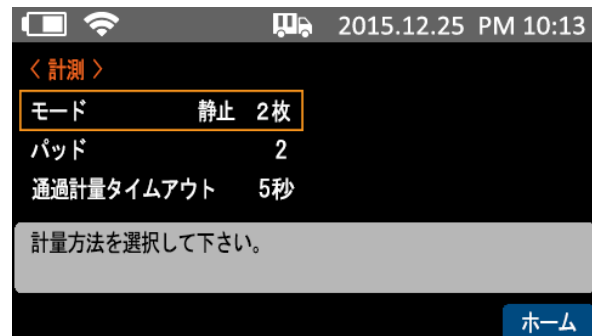 2015.12.25 PM 10:13
〈 計測 〉
モード 静止 2枚
パッド 2
通過計量タイムアウト 5秒
計量方法を選択して下さい。
ホーム